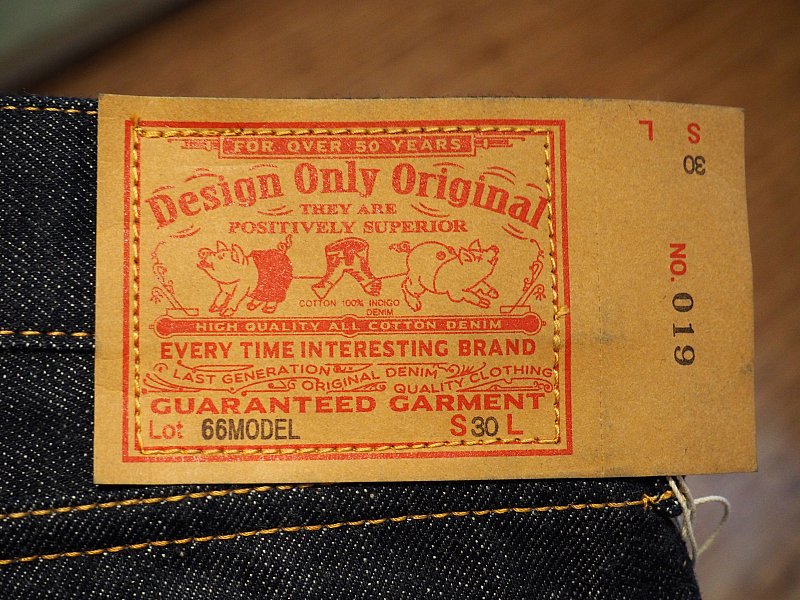 FOR OVER 50 YEARS
Design Only Original
THEY ARE
POSITIVELY SUPERIOR
COTTON 100% INDIGO
DENIM
HIGH QUALITY ALL COTTON DENIM
EVERY TIME INTERESTING BRAND
LAST GENERATION
ORIGINAL DENIM
QUALITY CLOTHING
GUARANTEED GARMENT
Lot 66MODEL S 30 L
S 30 L
NO. 019